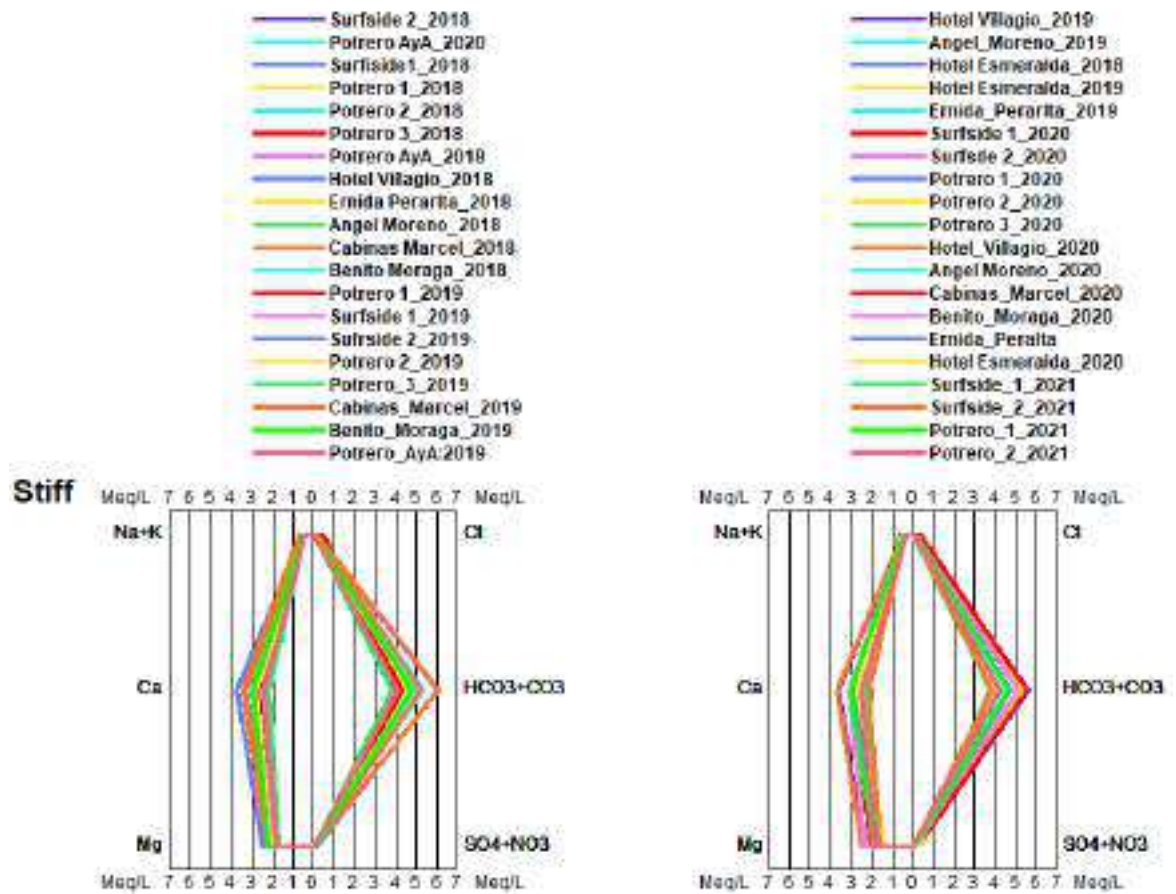 Surfside 2_2018
Potrero AyA_2020
Surfiside1_2018
Potrero 1_2018
Potrero 2_2018
Potrero 3_2018
Potrero AyA_2018
Hotel Villagio_2018
Ernida Perarita_2018
Angel Moreno_2018
Cabinas Marcel_2018
Benito Moraga_2018
Potrero 1_2019
Surfside 1_2019
Sufrside 2_2019
Potrero 2_2019
Potrero_3_2019
Cabinas_Marcel_2019
Benito_Moraga_2019
Potrero_AyA:2019
Hotel Villagio_2019
Angel_Moreno_2019
Hotel Esmeralda_2018
Hotel Esmeralda_2019
Ernida_Perarita_2019
Surfside 1_2020
Surfsde 2_2020
Potrero 1_2020
Potrero 2_2020
Potrero 3_2020
Hotel_Villagio_2020
Angel Moreno_2020
Cabinas_Marcel_2020
Benito_Moraga_2020
Ernida_Peralta
Hotel Esmeralda_2020
Surfside_1_2021
Surfside_2_2021
Potrero_1_2021
Potrero_2_2021
Stiff
Meq/L 7 6 5 4 3 2 1 0 1 2 3 4 5 6 7 Meq/L
Na+K Cl
Ca HCO3+CO3
Mg SO4+NO3
Meq/L 7 6 5 4 3 2 1 0 1 2 3 4 5 6 7 Meq/L
Meq/L 7 6 5 4 3 2 1 0 1 2 3 4 5 6 7 Meq/L
Na+K Cl
Ca HCO3+CO3
Mg SO4+NO3
Meq/L 7 6 5 4 3 2 1 0 1 2 3 4 5 6 7 Meq/L